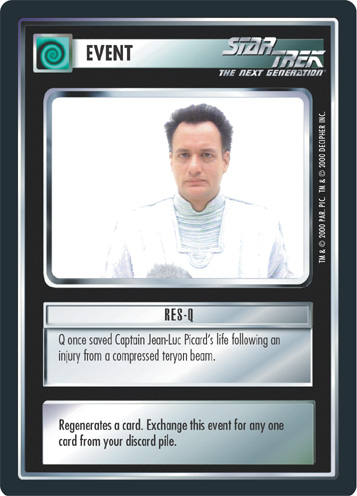 EVENT
STAR TREK
THE NEXT GENERATION
TM & © 2000 PAR. PIC. TM & © 2000 DECIPHER INC.
RES-Q
Q once saved Captain Jean-Luc Picard's life following an
injury from a compressed teryon beam.
Regenerates a card. Exchange this event for any one
card from your discard pile.